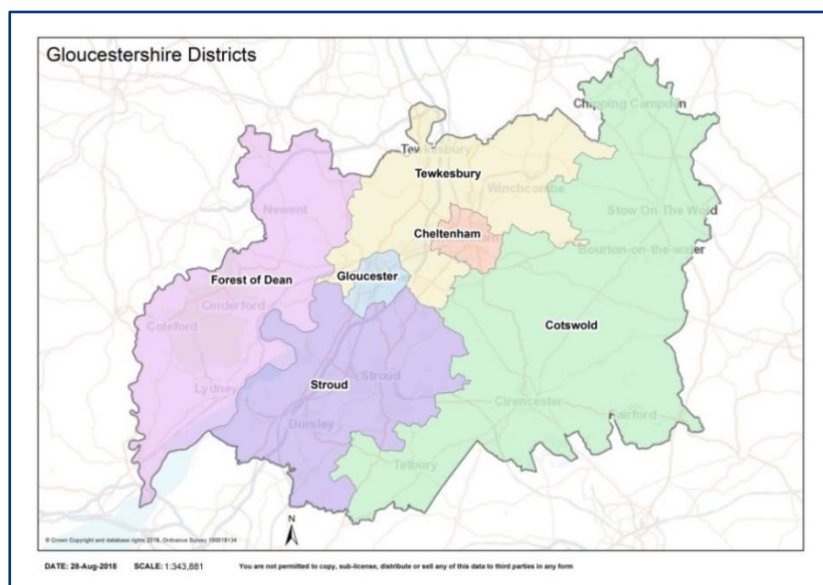 Gloucestershire Districts
Chipping Campden
Tewkesbury
Tewkesbury
Winchcombe
Newent
Stow On The Wold
Cheltenham
Bourton-on-the-water
Gloucester
Forest of Dean
Cinderford
Coleford
Cotswold
Stroud
Stroud
Lydney
Cirencester
Fairford
Dursley
Tetbury
N
© Crown Copyright and database rights 2018, Ordnance Survey 100019134
DATE: 28-Aug-2018 SCALE: 1:343,881 You are not permitted to copy, sub-license, distribute or sell any of this data to third parties in any form